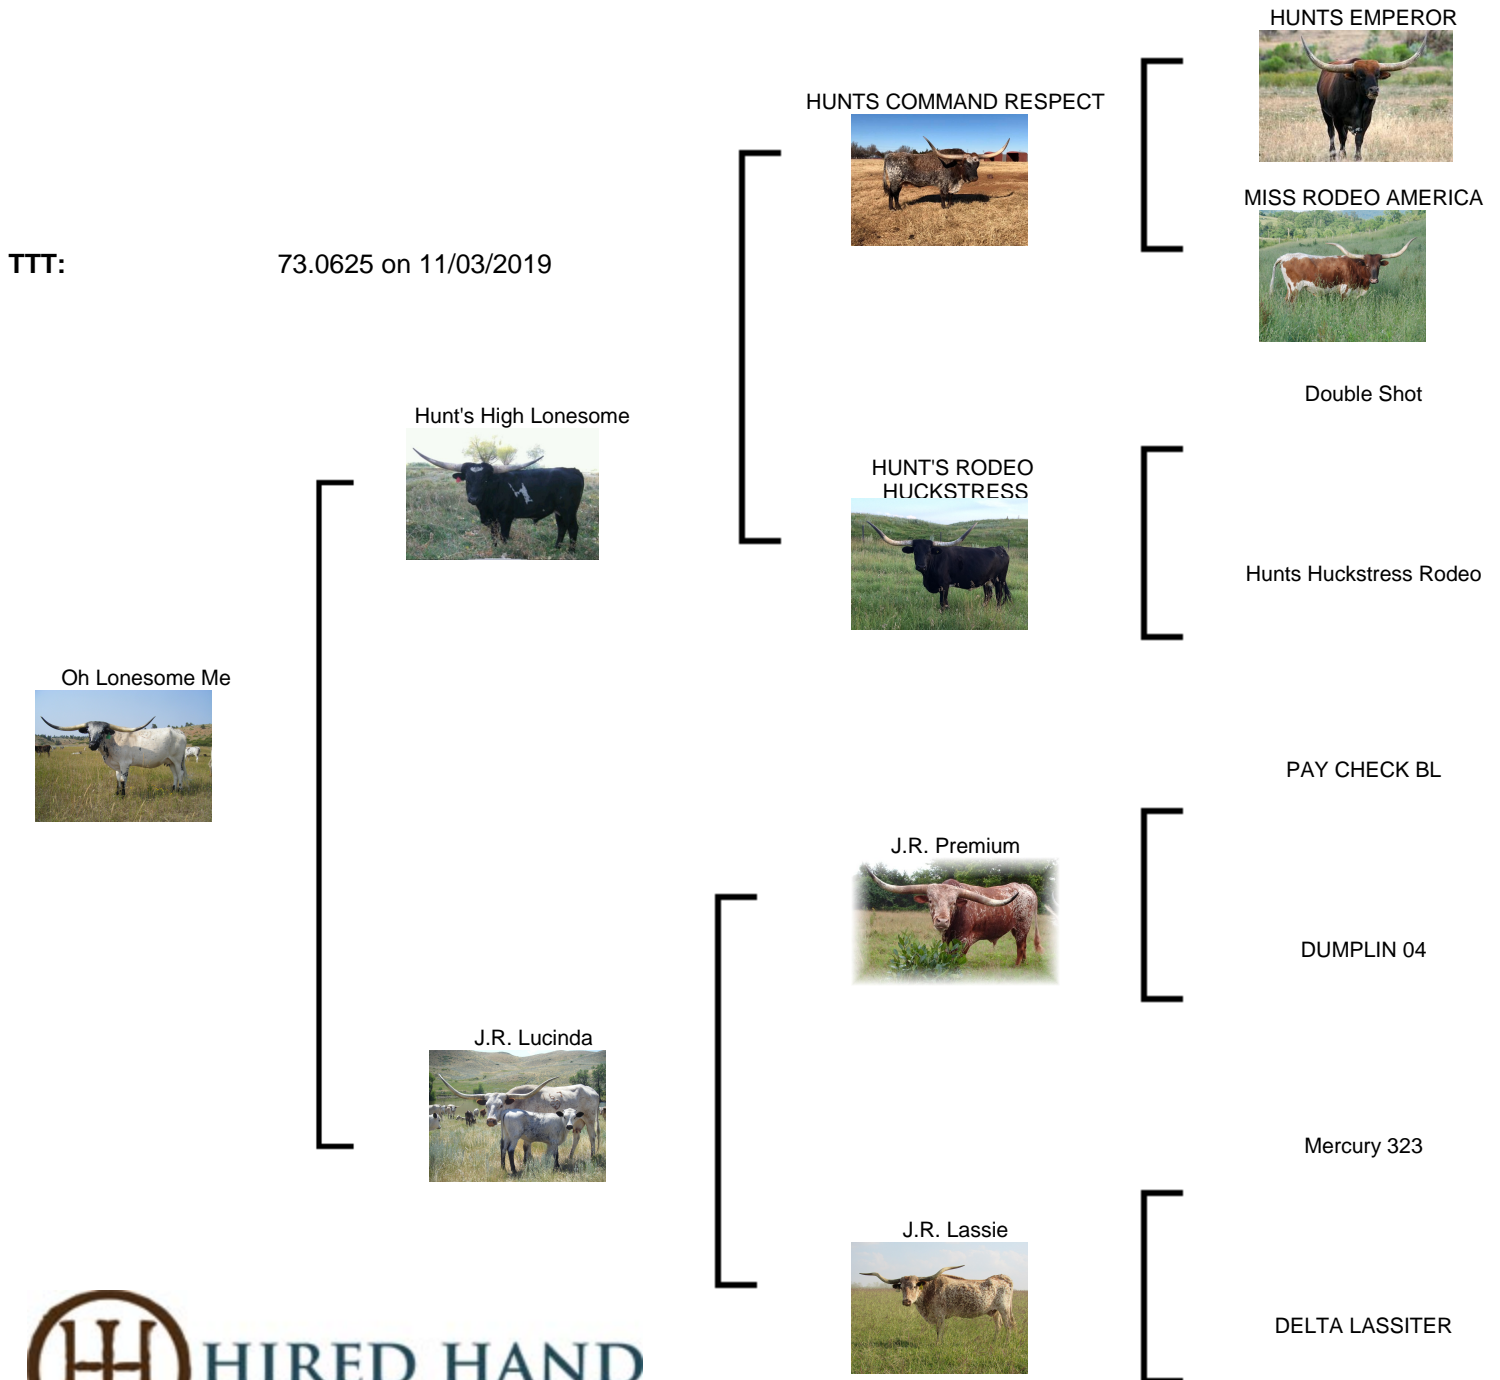 HUNTS EMPEROR
HUNTS COMMAND RESPECT
MISS RODEO AMERICA
TTT: 73.0625 on 11/03/2019
Double Shot
Hunt's High Lonesome
HUNT'S RODEO
HUCKSTRESS
Hunts Huckstress Rodeo
Oh Lonesome Me
PAY CHECK BL
J.R. Premium
DUMPLIN 04
J.R. Lucinda
Mercury 323
J.R. Lassie
DELTA LASSITER
HIRED HAND